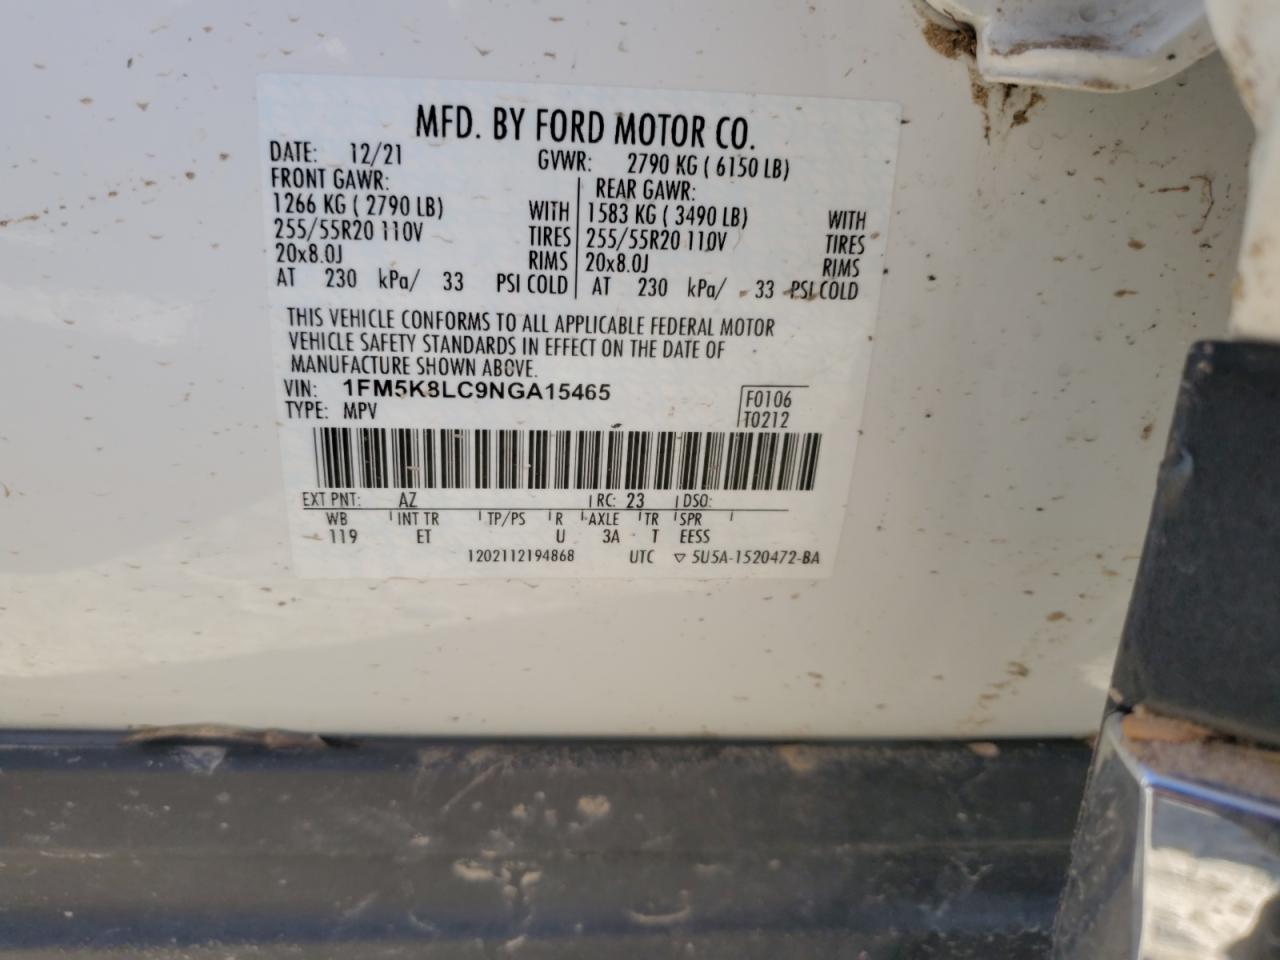 MFD. BY FORD MOTOR CO.
DATE: 12/21 GVWR: 2790 KG ( 6150 LB)
FRONT GAWR: REAR GAWR:
1266 KG ( 2790 LB) WITH 1583 KG ( 3490 LB) WITH
255/55R20 110V TIRES 255/55R20 110V TIRES
20x8.0J RIMS 20x8.0J RIMS
AT 230 kPa/ 33 PSI COLD AT 230 kPa/ 33 PSI COLD
THIS VEHICLE CONFORMS TO ALL APPLICABLE FEDERAL MOTOR
VEHICLE SAFETY STANDARDS IN EFFECT ON THE DATE OF
MANUFACTURE SHOWN ABOVE.
VIN: 1FM5K8LC9NGA15465 F0106
TYPE: MPV T0212
EXT PNT: AZ RC: 23 DSO:
WB INT TR TP/PS R AXLE TR SPR
119 ET U 3A T EESS
1202112194868 UTC ▽ 5U5A-1520472-BA